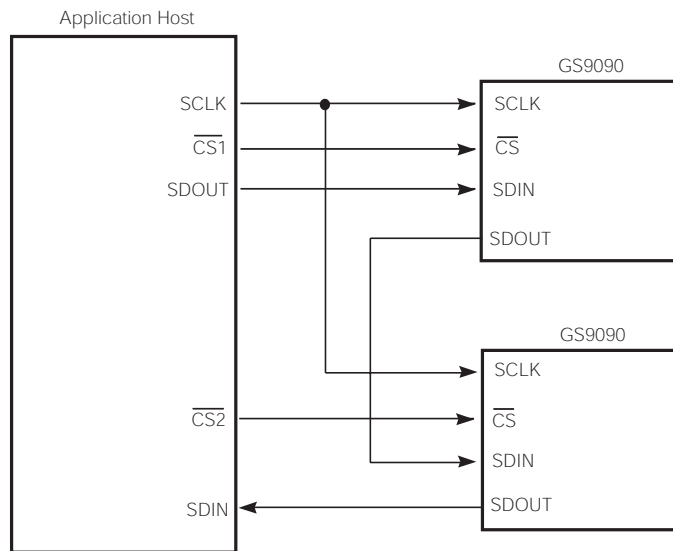 Application Host
SCLK
CS1
SDOUT
CS2
SDIN
GS9090
SCLK
CS
SDIN
SDOUT
GS9090
SCLK
CS
SDIN
SDOUT